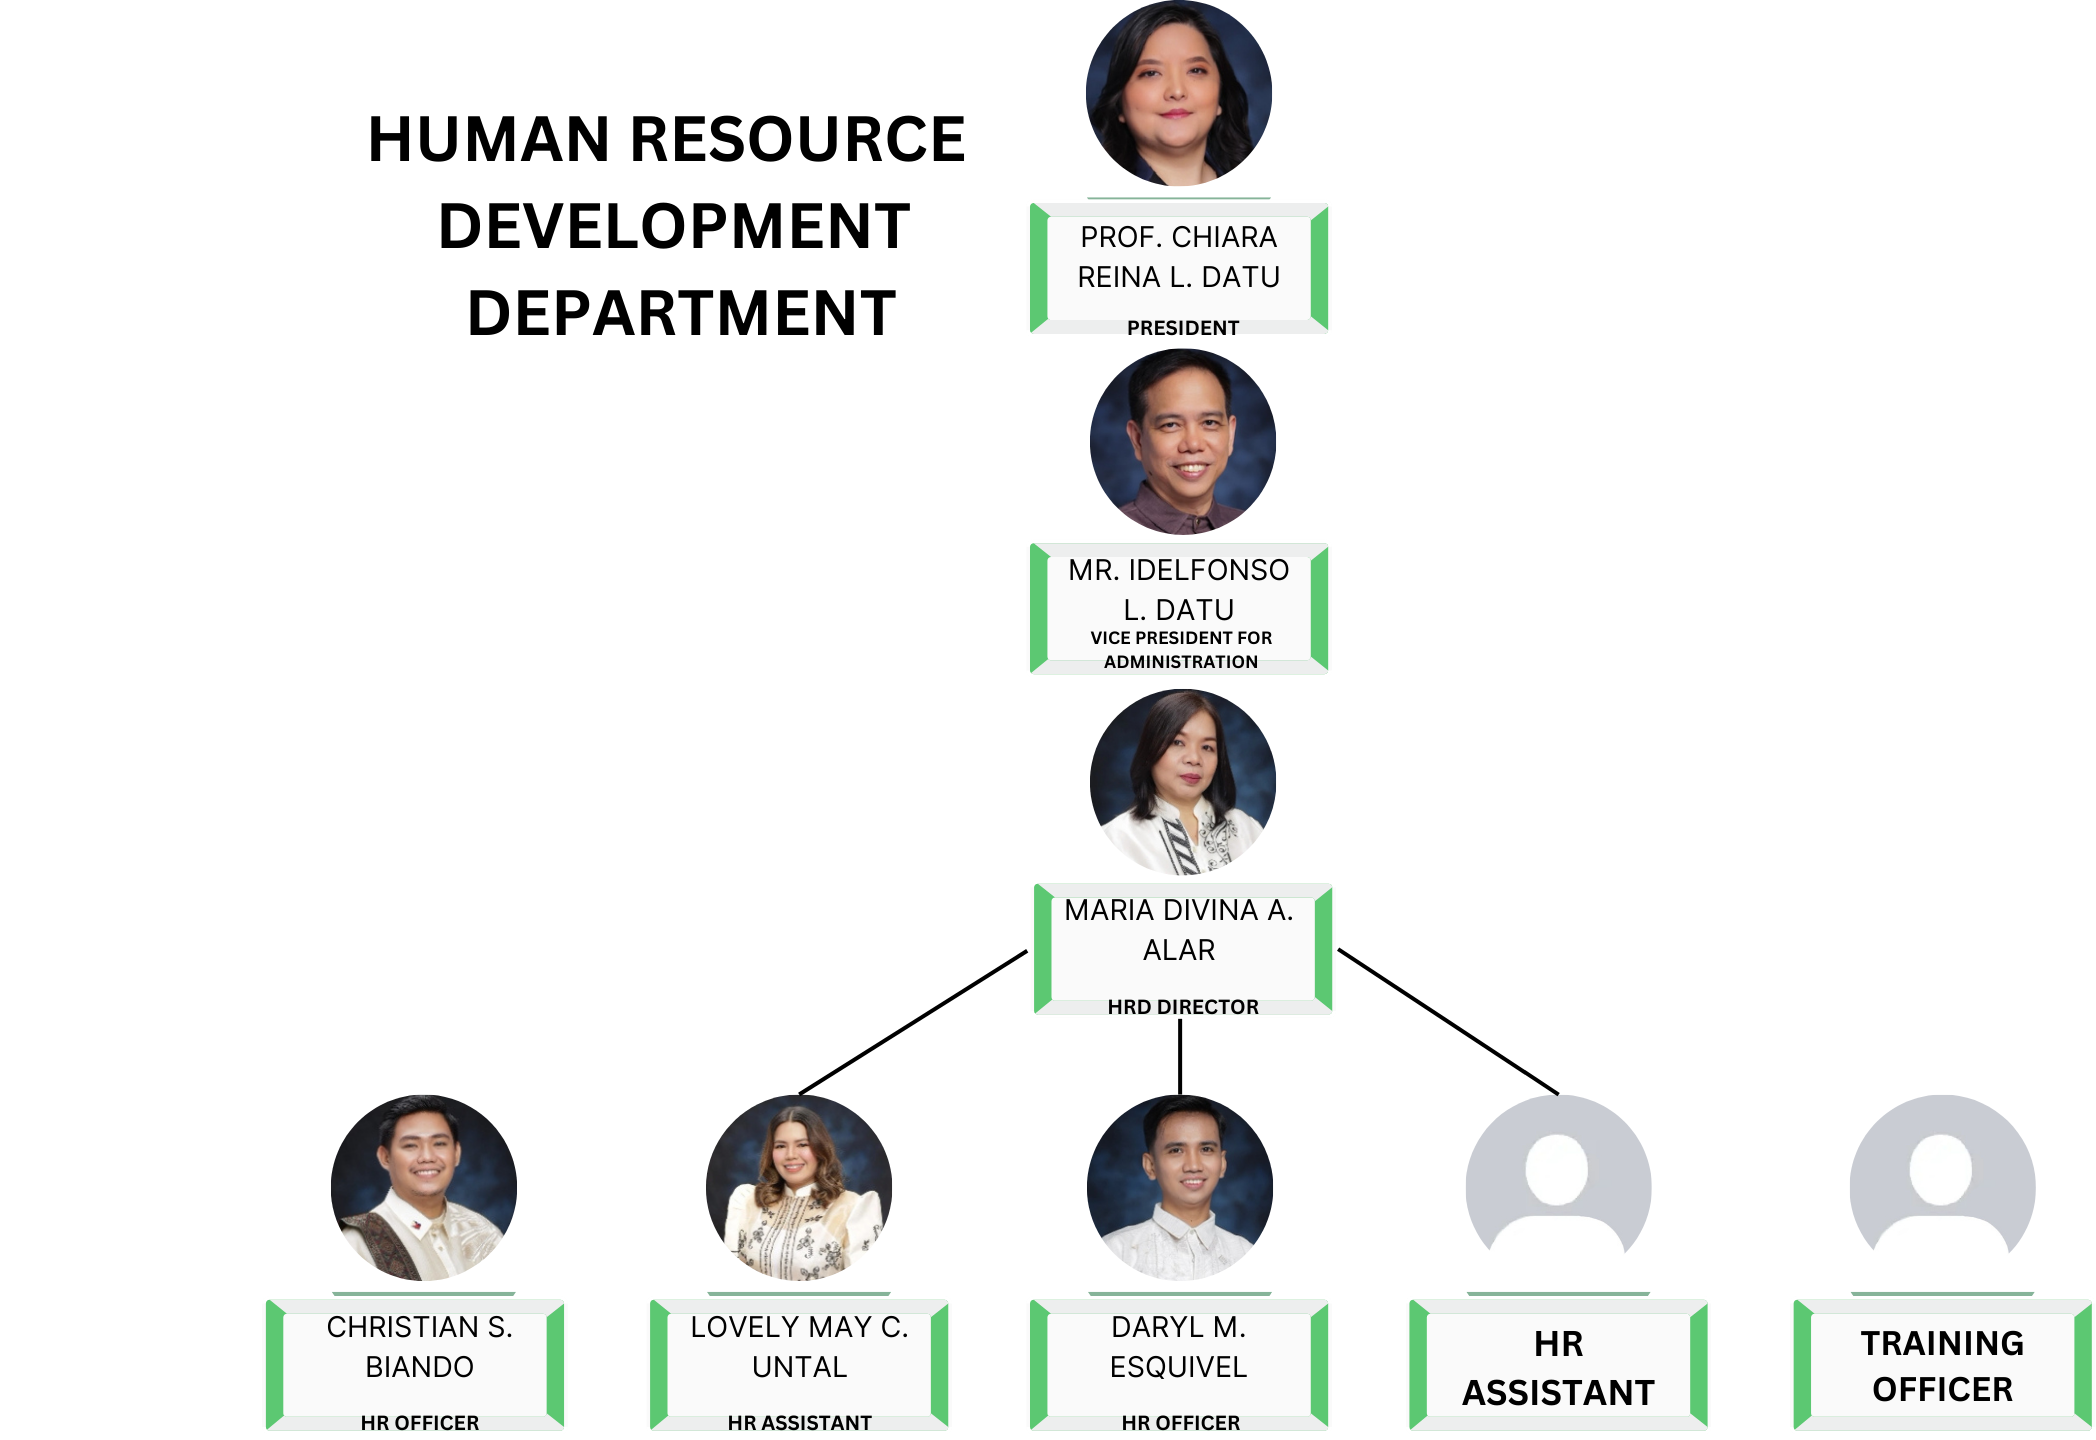 HUMAN RESOURCE
DEVELOPMENT
DEPARTMENT
PROF. CHIARA
REINA L. DATU
PRESIDENT
MR. IDELFONSO
L. DATU
VICE PRESIDENT FOR
ADMINISTRATION
MARIA DIVINA A.
ALAR
HRD DIRECTOR
CHRISTIAN S.
BIANDO
HR OFFICER
LOVELY MAY C.
UNTAL
HR ASSISTANT
DARYL M.
ESQUIVEL
HR OFFICER
HR
ASSISTANT
TRAINING
OFFICER